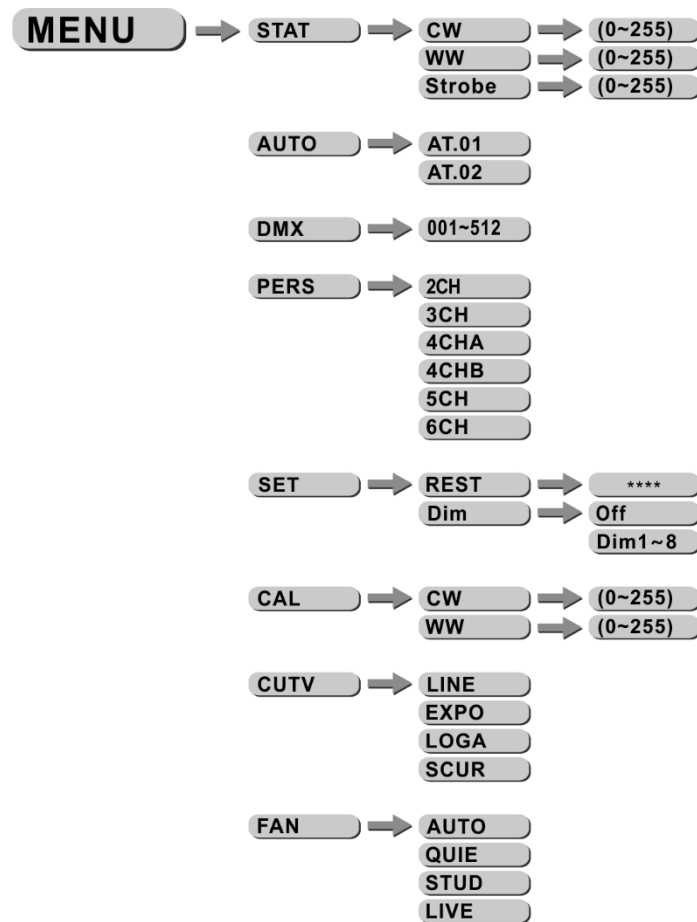 MENU STAT CW (0~255)
WW (0~255)
Strobe (0~255)
AUTO AT.01
AT.02
DMX 001~512
PERS 2CH
3CH
4CHA
4CHB
5CH
6CH
SET REST ****
Dim Off
Dim1~8
CAL CW (0~255)
WW (0~255)
CUTV LINE
EXPO
LOGA
SCUR
FAN AUTO
QUIE
STUD
LIVE